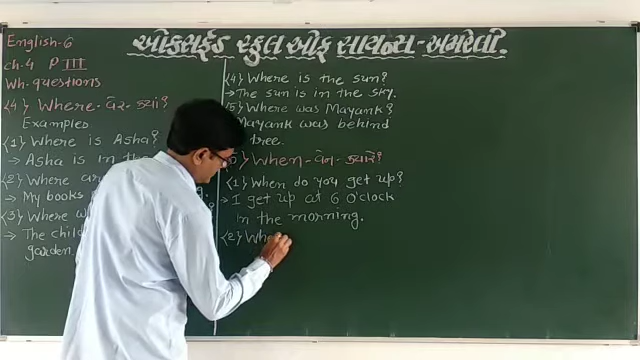 ઓક્સફર્ડ સ્કુલ ઓફ સાયન્સ - અમરેલી.
English-6
Ch.4 P III
Wh. questions
{4} Where - વેર - ક્યાં?
Examples
{1} Where is Asha?
→ Asha is in the
{2} Where
My books
{3} Where
→ The child
garden.
{4} Where is the sun?
→ The sun is in the sky.
{5} Where was Mayank?
Mayank was behind
tree.
When - વેન - ક્યારે?
{1} When do you get up?
→ I get up at 6 O'clock
in the morning.
{2} Whe